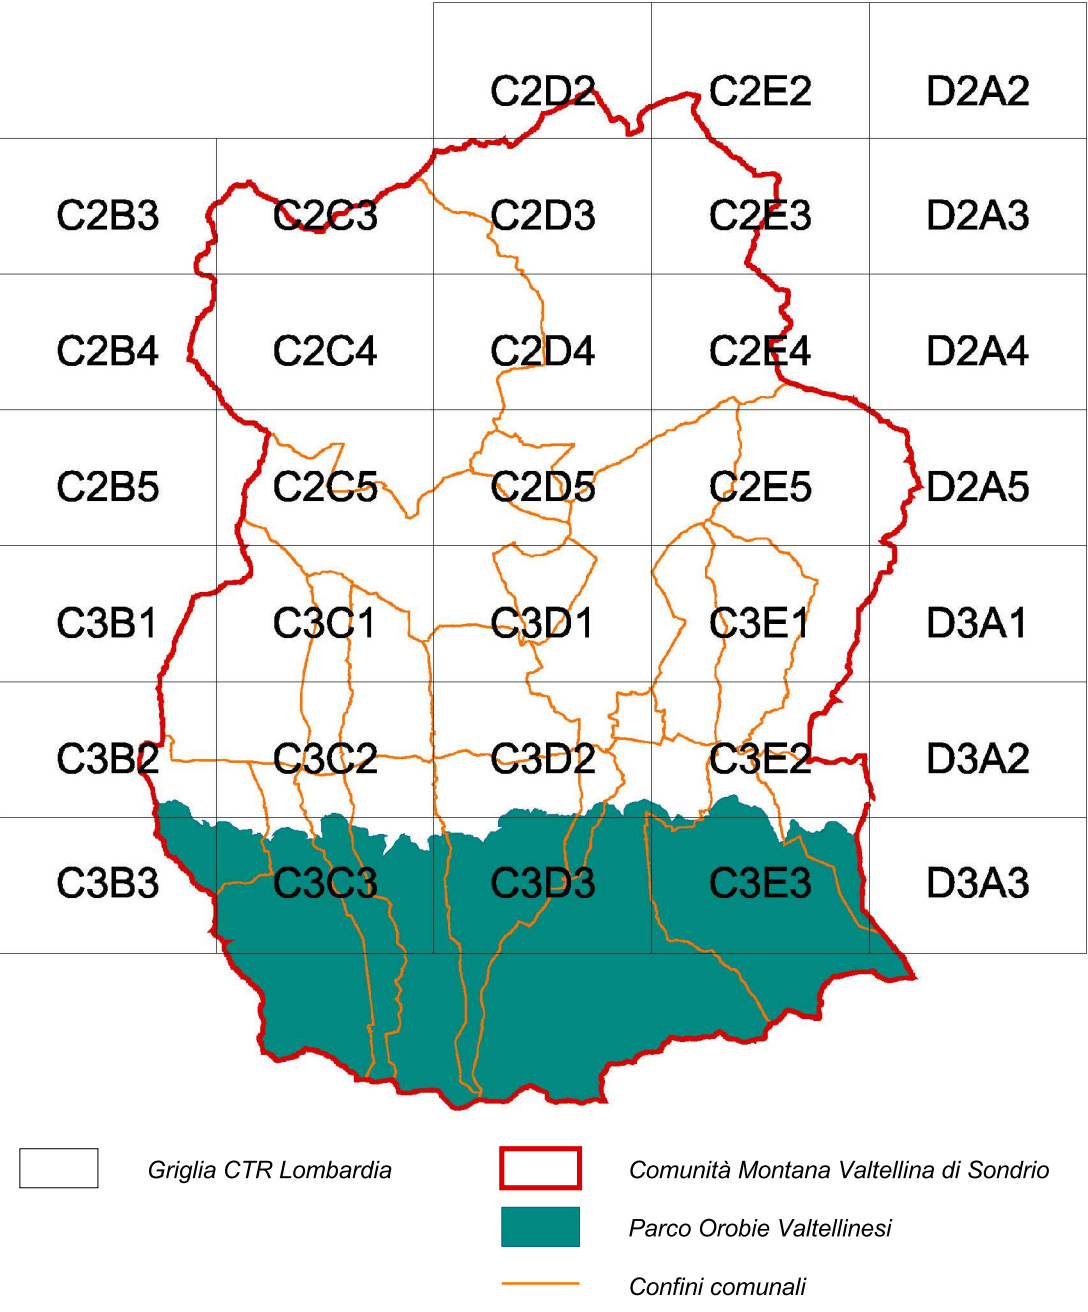 C2D2 C2E2 D2A2
C2B3 C2C3 C2D3 C2E3 D2A3
C2B4 C2C4 C2D4 C2E4 D2A4
C2B5 C2C5 C2D5 C2E5 D2A5
C3B1 C3C1 C3D1 C3E1 D3A1
C3B2 C3C2 C3D2 C3E2 D3A2
C3B3 C3C3 C3D3 C3E3 D3A3
Griglia CTR Lombardia
Comunità Montana Valtellina di Sondrio
Parco Orobie Valtellinesi
Confini comunali